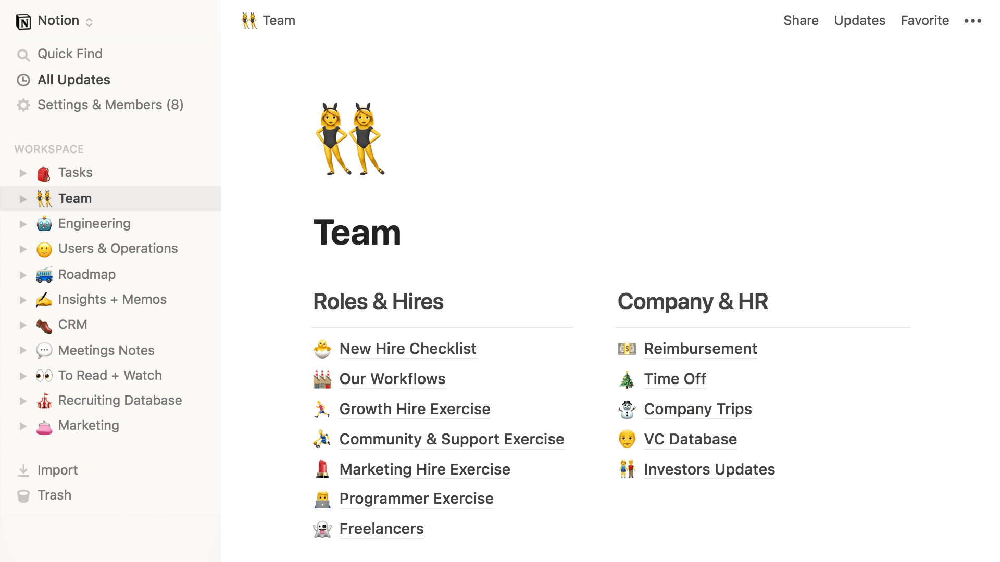 Notion
Quick Find
All Updates
Settings & Members (8)
WORKSPACE
Tasks
Team
Engineering
Users & Operations
Roadmap
Insights + Memos
CRM
Meetings Notes
To Read + Watch
Recruiting Database
Marketing
Import
Trash
Team
Share
Updates
Favorite
Team
Roles & Hires
New Hire Checklist
Our Workflows
Growth Hire Exercise
Community & Support Exercise
Marketing Hire Exercise
Programmer Exercise
Freelancers
Company & HR
Reimbursement
Time Off
Company Trips
VC Database
Investors Updates